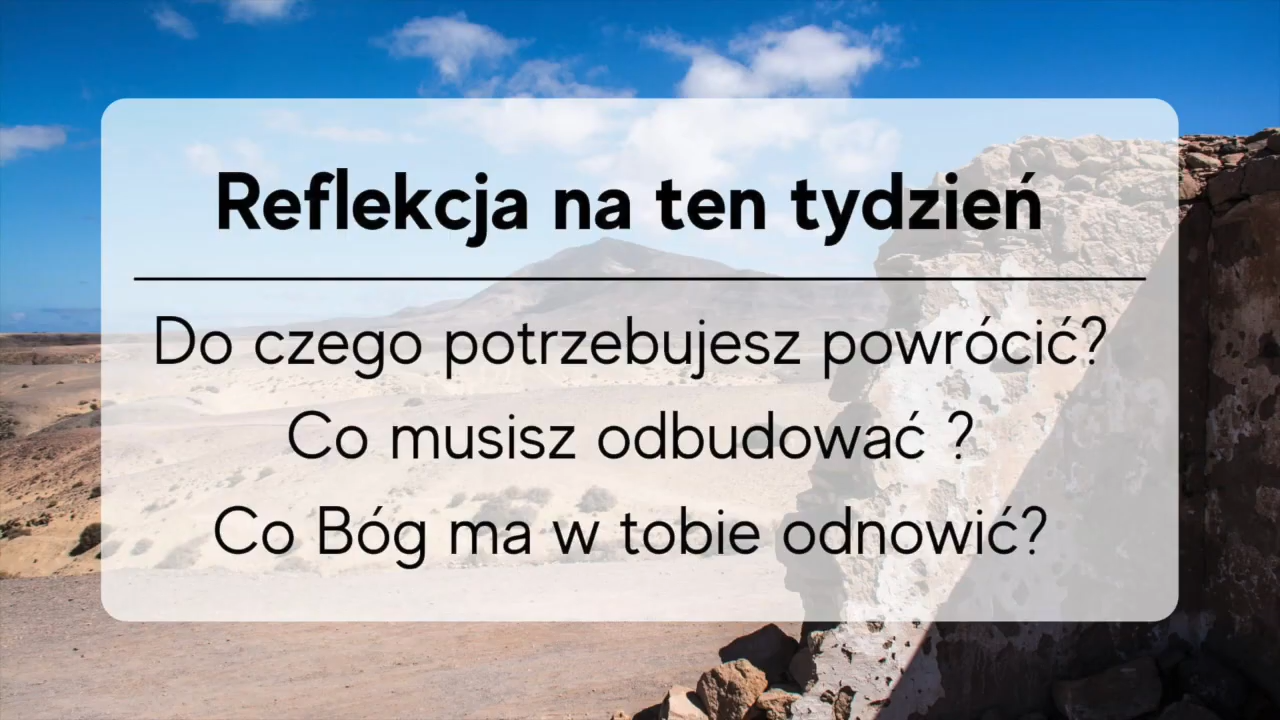 Reflekcja na ten tydzień
Do czego potrzebujesz powrócić?
Co musisz odbudować ?
Co Bóg ma w tobie odnowić?